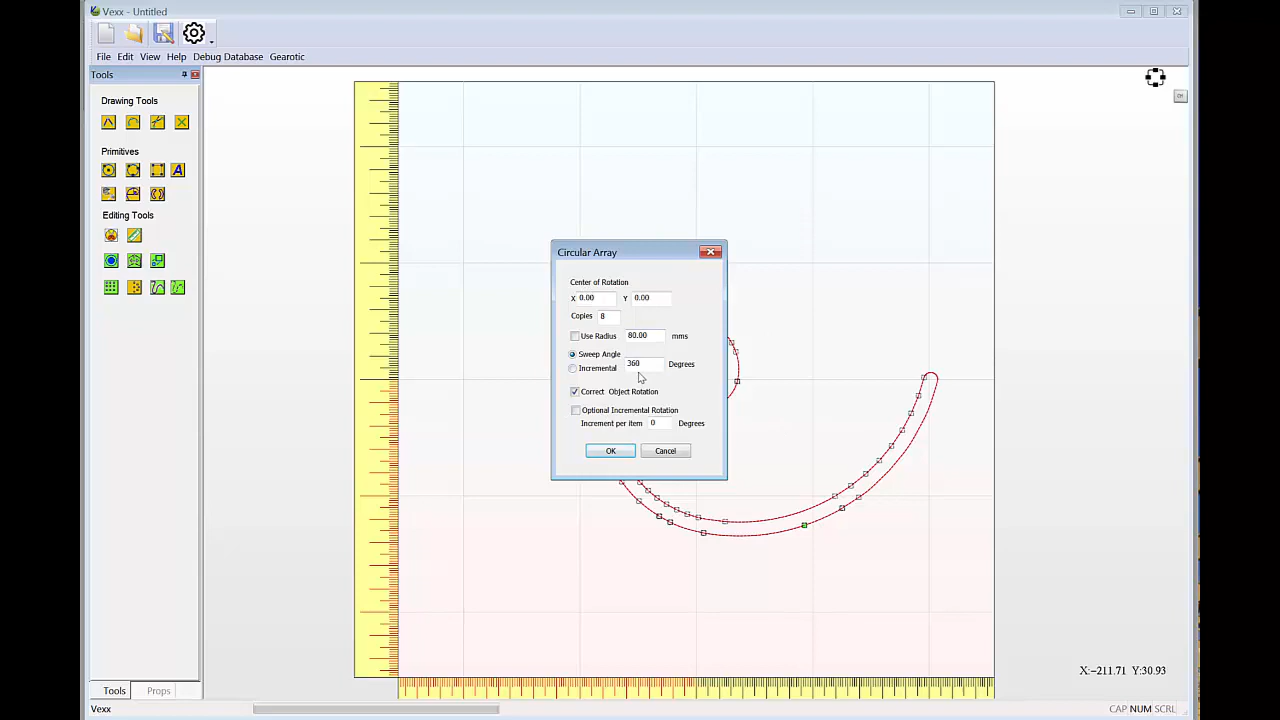 Vexx - Untitled
File Edit View Help Debug Database Gearotic
Tools
Drawing Tools
Primitives
A
Editing Tools
Circular Array
Center of Rotation
X 0.00 Y 0.00
Copies 8
Use Radius 80.00 mms
Sweep Angle 360 Degrees
Incremental
Correct Object Rotation
Optional Incremental Rotation
Increment per item 0 Degrees
OK Cancel
X:-211.71 Y:30.93
Tools Props
Vexx CAP NUM SCRL